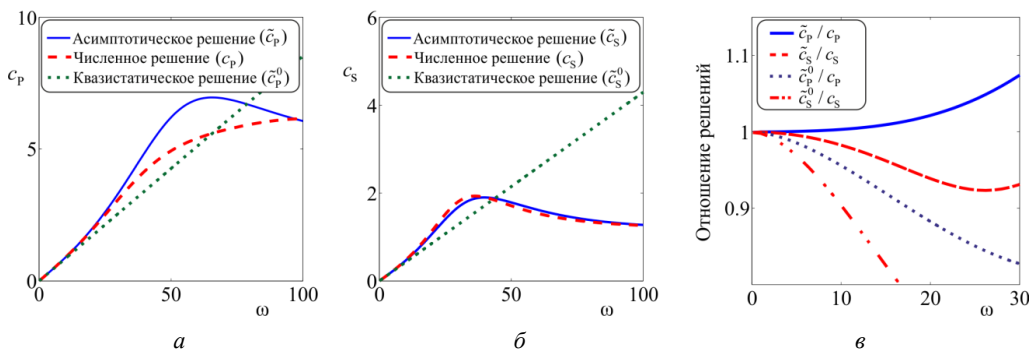 10
5
0
c_P
0
50
100
ω
Асимптотическое решение (c̃_P)
Численное решение (c_P)
Квазистатическое решение (c̃_P^0)
а
6
4
2
0
c_S
0
50
100
ω
Асимптотическое решение (c̃_S)
Численное решение (c_S)
Квазистатическое решение (c̃_S^0)
б
1.1
1
0.9
Отношение решений
0
10
20
30
ω
c̃_P / c_P
c̃_S / c_S
c̃_P^0 / c_P
c̃_S^0 / c_S
в